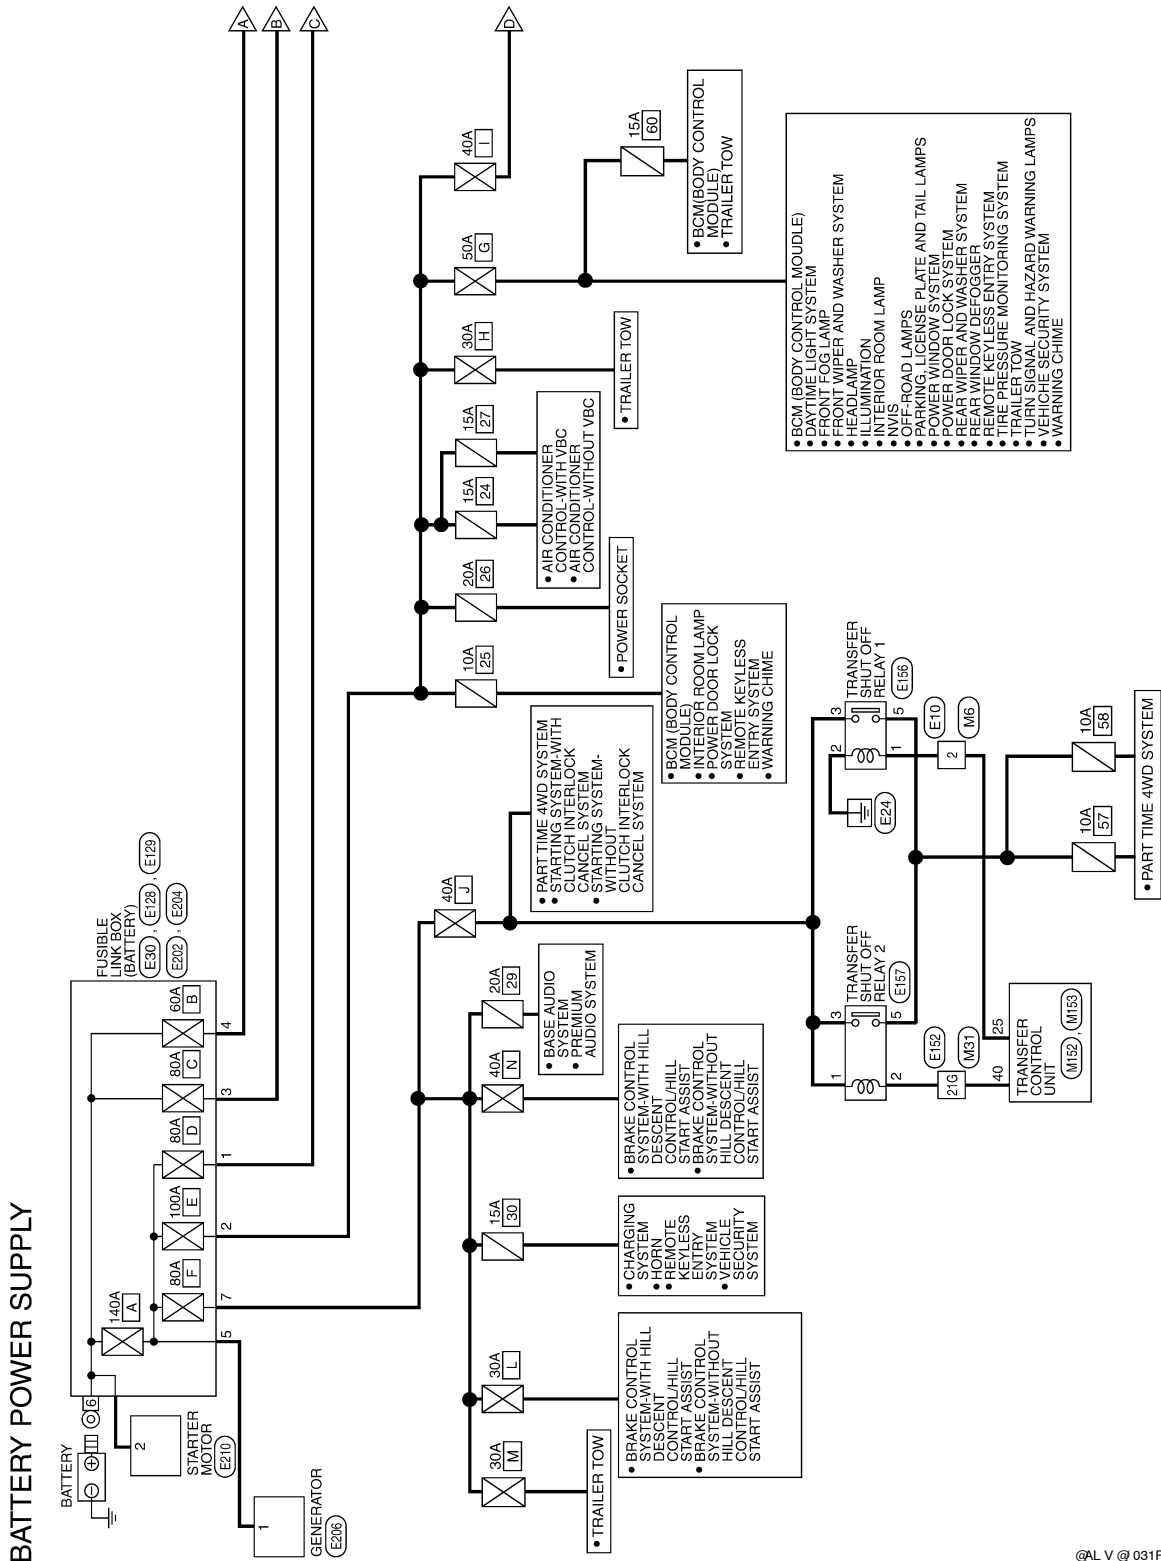 BATTERY POWER SUPPLY
BATTERY
6
2
STARTER
MOTOR
E210
1
GENERATOR
E206
FUSIBLE
LINK BOX
(BATTERY)
E30 , E128 , E129
E202 , E204
140A
A
80A
F
100A
E
80A
D
80A
C
60A
B
5
7
2
1
3
4
A
B
C
D
30A
M
• TRAILER TOW
30A
L
• BRAKE CONTROL
SYSTEM-WITH HILL
DESCENT
CONTROL/HILL
START ASSIST
• BRAKE CONTROL
SYSTEM-WITHOUT
HILL DESCENT
CONTROL/HILL
START ASSIST
15A
30
• CHARGING
SYSTEM
• HORN
• REMOTE
KEYLESS
ENTRY
SYSTEM
• VEHICLE
SECURITY
SYSTEM
40A
N
• BRAKE CONTROL
SYSTEM-WITH HILL
DESCENT
CONTROL/HILL
START ASSIST
• BRAKE CONTROL
SYSTEM-WITHOUT
HILL DESCENT
CONTROL/HILL
START ASSIST
20A
29
• BASE AUDIO
SYSTEM
• PREMIUM
AUDIO SYSTEM
40A
J
• PART TIME 4WD SYSTEM
• STARTING SYSTEM-WITH
CLUTCH INTERLOCK
CANCEL SYSTEM
• STARTING SYSTEM-
WITHOUT
CLUTCH INTERLOCK
CANCEL SYSTEM
10A
25
• BCM (BODY CONTROL
MODULE)
• INTERIOR ROOM LAMP
• POWER DOOR LOCK
SYSTEM
• REMOTE KEYLESS
ENTRY SYSTEM
• WARNING CHIME
20A
26
• POWER SOCKET
15A
24
15A
27
• AIR CONDITIONER
CONTROL-WITH VBC
• AIR CONDITIONER
CONTROL-WITHOUT VBC
30A
H
• TRAILER TOW
50A
G
40A
I
15A
60
• BCM(BODY CONTROL
MODULE)
• TRAILER TOW
• BCM (BODY CONTROL MOUDLE)
• DAYTIME LIGHT SYSTEM
• FRONT FOG LAMP
• FRONT WIPER AND WASHER SYSTEM
• HEADLAMP
• ILLUMINATION
• INTERIOR ROOM LAMP
• NVIS
• OFF-ROAD LAMPS
• PARKING, LICENSE PLATE AND TAIL LAMPS
• POWER WINDOW SYSTEM
• POWER DOOR LOCK SYSTEM
• REAR WIPER AND WASHER SYSTEM
• REAR WINDOW DEFOGGER
• REMOTE KEYLESS ENTRY SYSTEM
• TIRE PRESSURE MONITORING SYSTEM
• TRAILER TOW
• TURN SIGNAL AND HAZARD WARNING LAMPS
• VEHICHE SECURITY SYSTEM
• WARNING CHIME
1
3
TRANSFER
SHUT OFF
RELAY 2
E157
2
5
21G
E152
M31
40
25
TRANSFER
CONTROL
UNIT
M152 , M153
E24
2
3
TRANSFER
SHUT OFF
RELAY 1
E156
1
5
2
E10
M6
10A
57
10A
58
• PART TIME 4WD SYSTEM